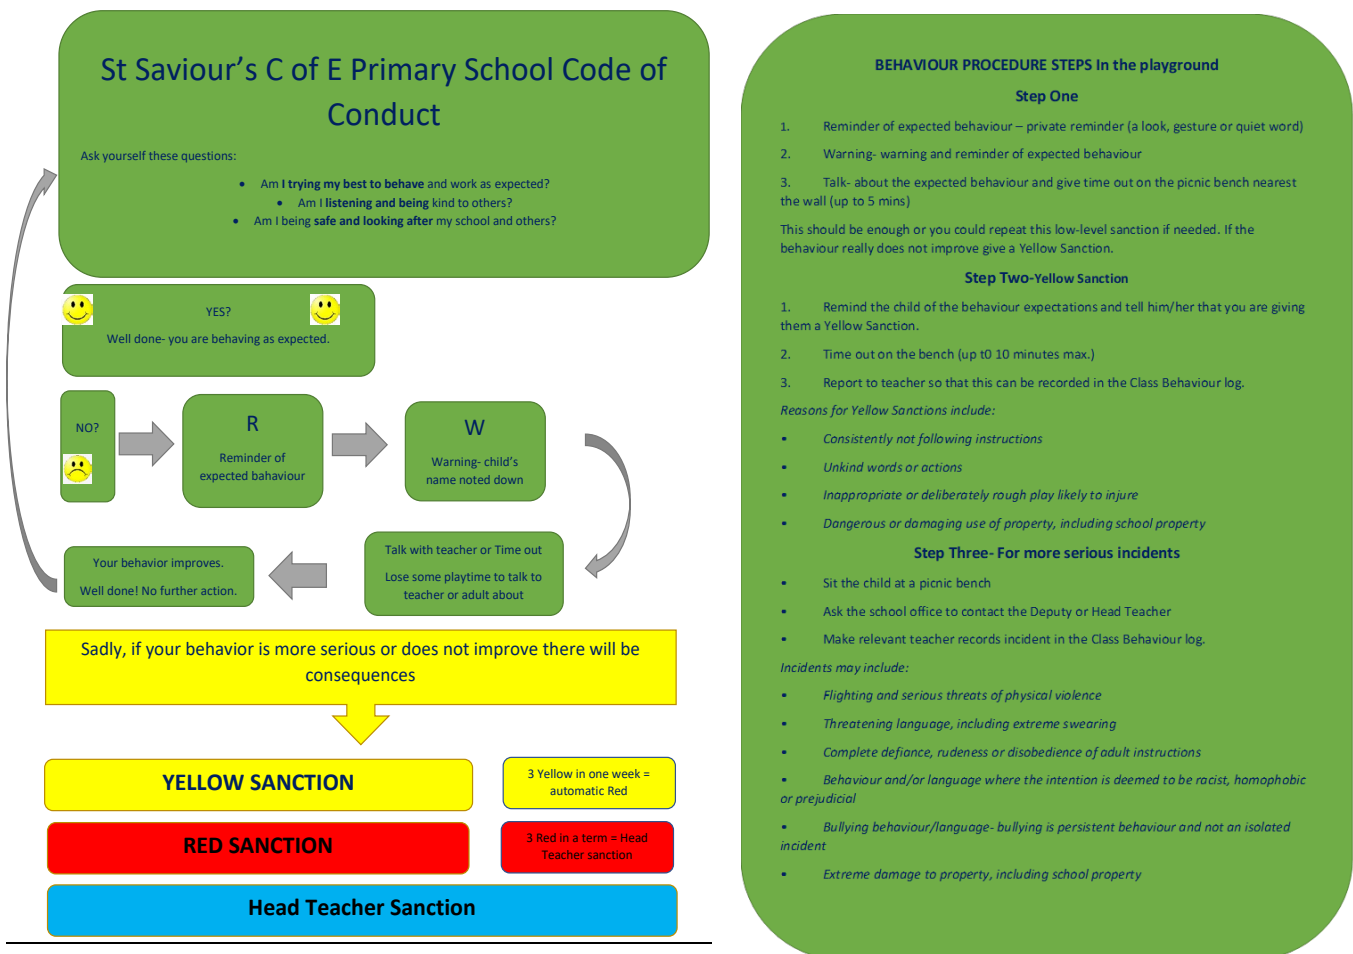 St Saviour’s C of E Primary School Code of
Conduct
Ask yourself these questions:
• Am I trying my best to behave and work as expected?
• Am I listening and being kind to others?
• Am I being safe and looking after my school and others?
YES?
Well done- you are behaving as expected.
NO?
R
Reminder of
expected bahaviour
W
Warning- child’s
name noted down
Talk with teacher or Time out
Lose some playtime to talk to
teacher or adult about
Your behavior improves.
Well done! No further action.
Sadly, if your behavior is more serious or does not improve there will be
consequences
YELLOW SANCTION
3 Yellow in one week =
automatic Red
RED SANCTION
3 Red in a term = Head
Teacher sanction
Head Teacher Sanction
BEHAVIOUR PROCEDURE STEPS In the playground
Step One
1. Reminder of expected behaviour – private reminder (a look, gesture or quiet word)
2. Warning- warning and reminder of expected behaviour
3. Talk- about the expected behaviour and give time out on the picnic bench nearest
the wall (up to 5 mins)
This should be enough or you could repeat this low-level sanction if needed. If the
behaviour really does not improve give a Yellow Sanction.
Step Two-Yellow Sanction
1. Remind the child of the behaviour expectations and tell him/her that you are giving
them a Yellow Sanction.
2. Time out on the bench (up t0 10 minutes max.)
3. Report to teacher so that this can be recorded in the Class Behaviour log.
Reasons for Yellow Sanctions include:
• Consistently not following instructions
• Unkind words or actions
• Inappropriate or deliberately rough play likely to injure
• Dangerous or damaging use of property, including school property
Step Three- For more serious incidents
• Sit the child at a picnic bench
• Ask the school office to contact the Deputy or Head Teacher
• Make relevant teacher records incident in the Class Behaviour log.
Incidents may include:
• Flighting and serious threats of physical violence
• Threatening language, including extreme swearing
• Complete defiance, rudeness or disobedience of adult instructions
• Behaviour and/or language where the intention is deemed to be racist, homophobic
or prejudicial
• Bullying behaviour/language- bullying is persistent behaviour and not an isolated
incident
• Extreme damage to property, including school property